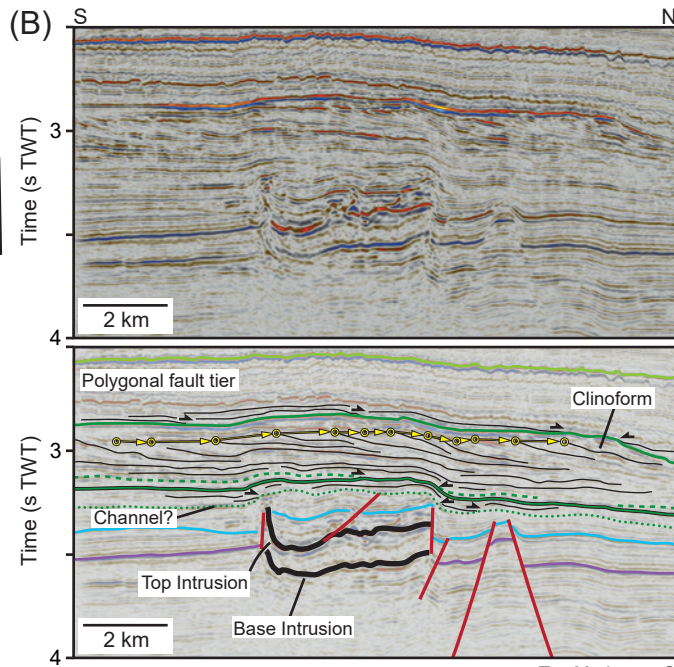 (B)
S
N
Time (s TWT)
3
2 km
4
Polygonal fault tier
Clinoform
Time (s TWT)
3
Channel?
Top Intrusion
Base Intrusion
2 km
4